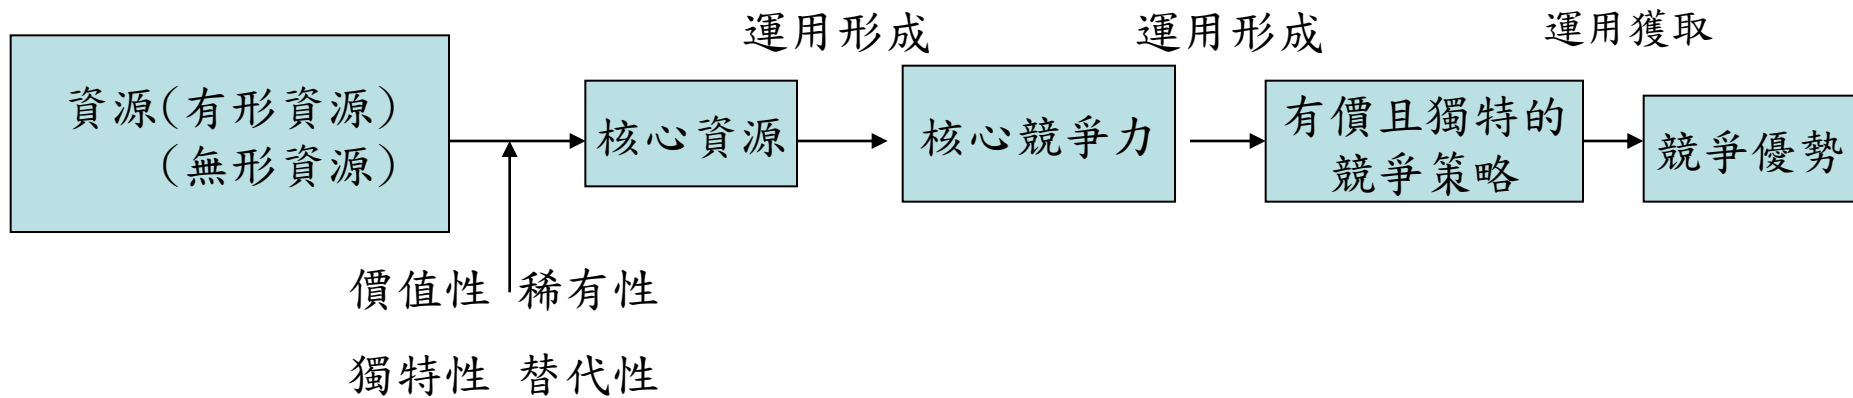 運用形成
運用形成
運用獲取
資源(有形資源)
(無形資源)
核心資源
核心競爭力
有價且獨特的
競爭策略
競爭優勢
價值性 稀有性
獨特性 替代性